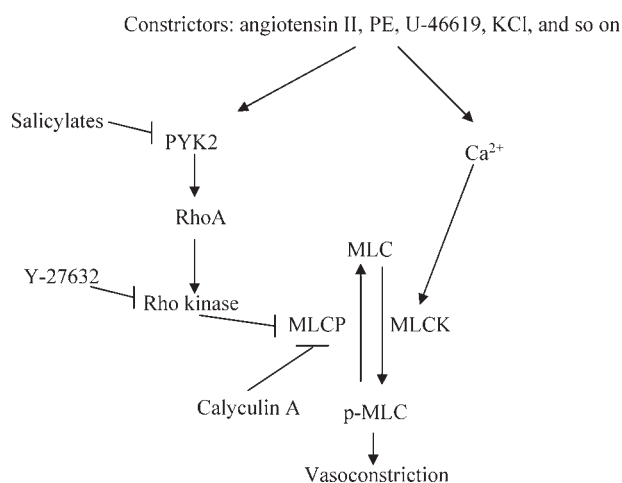 Constrictors: angiotensin II, PE, U-46619, KCl, and so on
Salicylates
PYK2
Ca²⁺
RhoA
MLC
Y-27632
Rho kinase
MLCP
MLCK
Calyculin A
p-MLC
Vasoconstriction